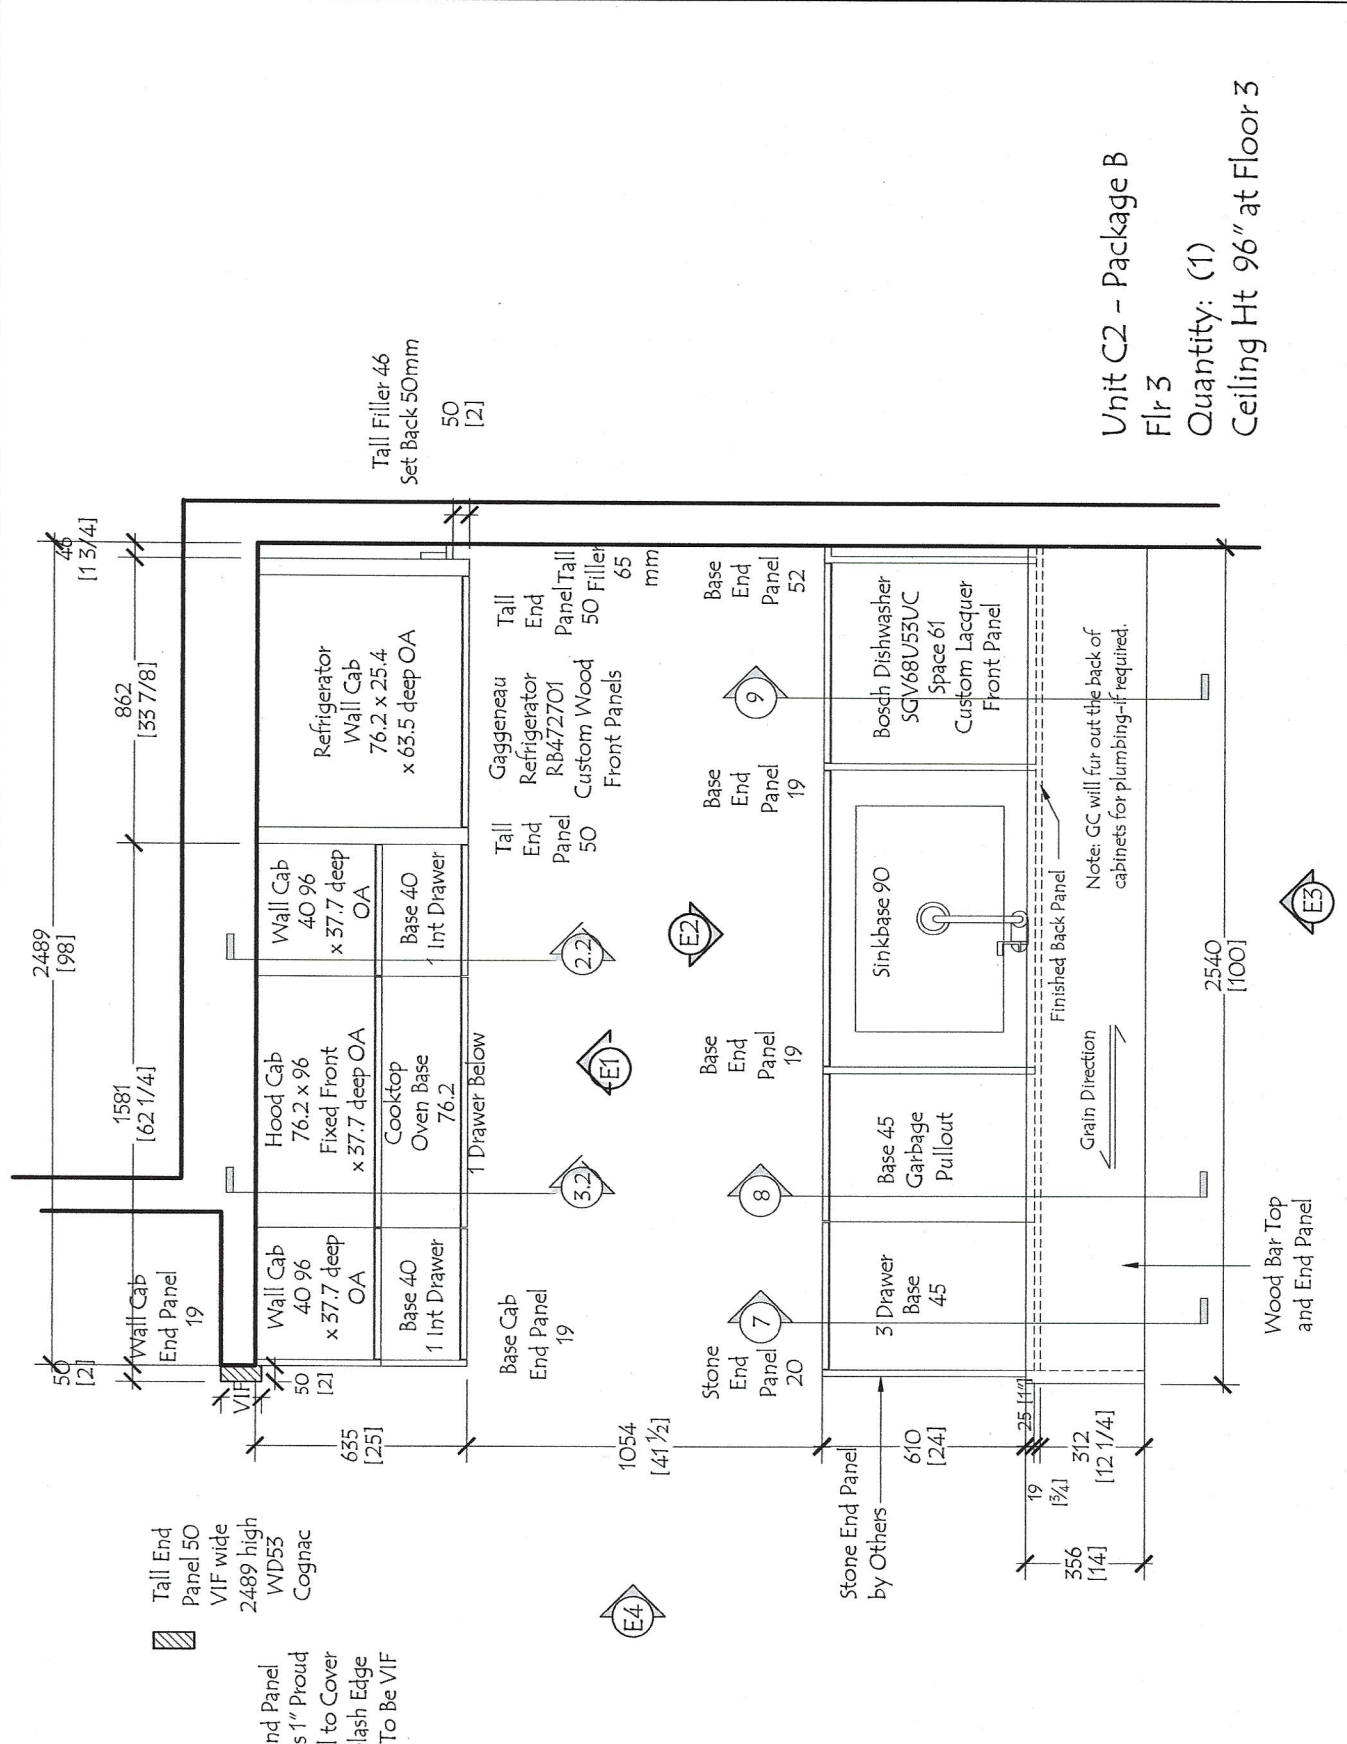 50
[2]
2489
[98]
46
[1 3/4]
1581
[62 1/4]
862
[33 7/8]
Wall Cab
End Panel
19
VIF
50
[2]
Wall Cab
40 96
x 37.7 deep
OA
Hood Cab
76.2 x 96
Fixed Front
x 37.7 deep OA
Wall Cab
40 96
x 37.7 deep
OA
Refrigerator
Wall Cab
76.2 x 25.4
x 63.5 deep OA
Tall Filler 46
Set Back 50mm
50
[2]
Base 40
1 Int Drawer
Cooktop
Oven Base
76.2
1 Drawer Below
Base 40
1 Int Drawer
635
[25]
Tall End
Panel 50
VIF wide
2489 high
WD53
Cognac
nd Panel
s 1" Proud
l to Cover
lash Edge
To Be VIF
Base Cab
End Panel
19
Tall
End
Panel
50
Gaggeneau
Refrigerator
RB472701
Custom Wood
Front Panels
Tall
End
Panel
50
Tall
Filler
65
mm
3.2
2.2
E1
E2
E4
1054
[41 1/2]
Stone
End
Panel
20
7
8
Base
End
Panel
19
Base
End
Panel
19
9
Base
End
Panel
52
Stone End Panel
by Others
610
[24]
3 Drawer
Base
45
Base 45
Garbage
Pullout
Sinkbase 90
Bosch Dishwasher
SGV68U53UC
Space 61
Custom Lacquer
Front Panel
25 [1"]
19
[3/4]
312
[12 1/4]
356
[14]
Finished Back Panel
Grain Direction
Note: GC will fur out the back of
cabinets for plumbing-if required.
2540
[100]
Wood Bar Top
and End Panel
E3
Unit C2 - Package B
Flr 3
Quantity: (1)
Ceiling Ht 96" at Floor 3